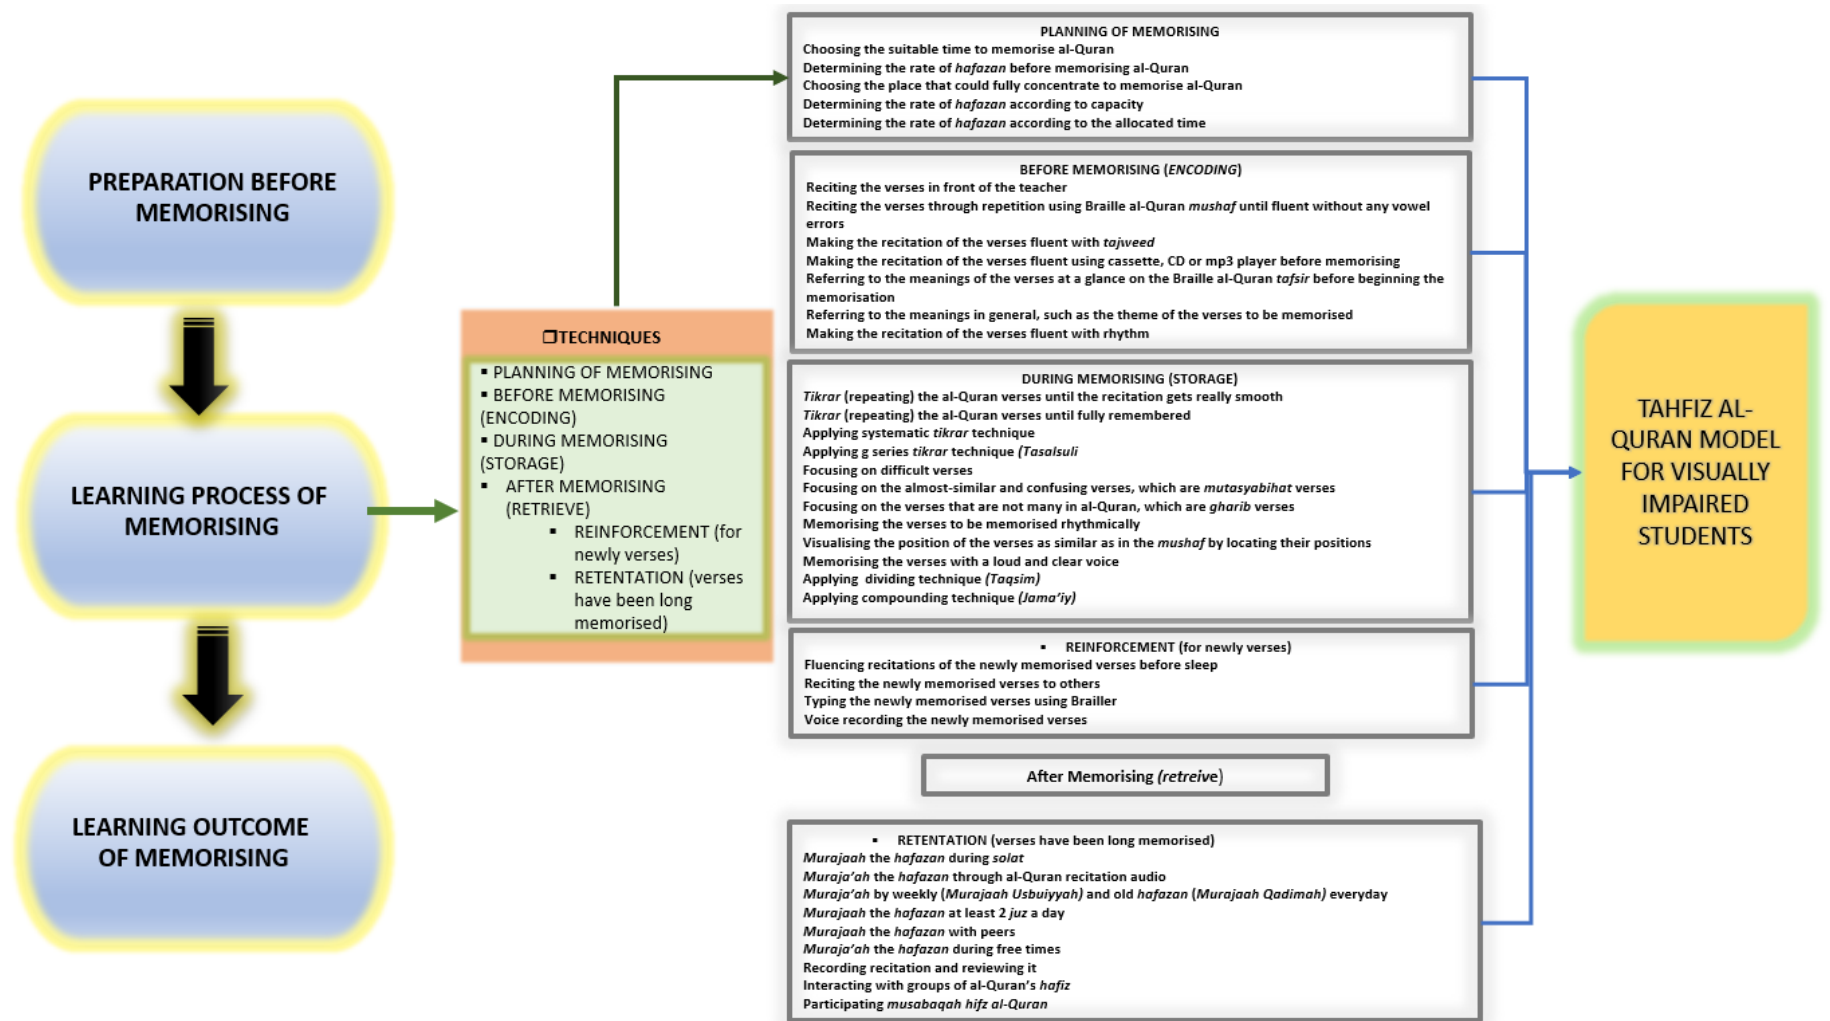 PREPARATION BEFORE
MEMORISING
LEARNING PROCESS OF
MEMORISING
LEARNING OUTCOME
OF MEMORISING
❒TECHNIQUES
▪ PLANNING OF MEMORISING
▪ BEFORE MEMORISING
(ENCODING)
▪ DURING MEMORISING
(STORAGE)
▪ AFTER MEMORISING
(RETRIEVE)
▪ REINFORCEMENT (for
newly verses)
▪ RETENTATION (verses
have been long
memorised)
PLANNING OF MEMORISING
Choosing the suitable time to memorise al-Quran
Determining the rate of hafazan before memorising al-Quran
Choosing the place that could fully concentrate to memorise al-Quran
Determining the rate of hafazan according to capacity
Determining the rate of hafazan according to the allocated time
BEFORE MEMORISING (ENCODING)
Reciting the verses in front of the teacher
Reciting the verses through repetition using Braille al-Quran mushaf until fluent without any vowel
errors
Making the recitation of the verses fluent with tajweed
Making the recitation of the verses fluent using cassette, CD or mp3 player before memorising
Referring to the meanings of the verses at a glance on the Braille al-Quran tafsir before beginning the
memorisation
Referring to the meanings in general, such as the theme of the verses to be memorised
Making the recitation of the verses fluent with rhythm
DURING MEMORISING (STORAGE)
Tikrar (repeating) the al-Quran verses until the recitation gets really smooth
Tikrar (repeating) the al-Quran verses until fully remembered
Applying systematic tikrar technique
Applying g series tikrar technique (Tasalsuli
Focusing on difficult verses
Focusing on the almost-similar and confusing verses, which are mutasyabihat verses
Focusing on the verses that are not many in al-Quran, which are gharib verses
Memorising the verses to be memorised rhythmically
Visualising the position of the verses as similar as in the mushaf by locating their positions
Memorising the verses with a loud and clear voice
Applying dividing technique (Taqsim)
Applying compounding technique (Jama'iy)
▪ REINFORCEMENT (for newly verses)
Fluencing recitations of the newly memorised verses before sleep
Reciting the newly memorised verses to others
Typing the newly memorised verses using Brailler
Voice recording the newly memorised verses
After Memorising (retreive)
▪ RETENTATION (verses have been long memorised)
Murajaah the hafazan during solat
Muraja'ah the hafazan through al-Quran recitation audio
Muraja'ah by weekly (Murajaah Usbuiyyah) and old hafazan (Murajaah Qadimah) everyday
Murajaah the hafazan at least 2 juz a day
Murajaah the hafazan with peers
Muraja'ah the hafazan during free times
Recording recitation and reviewing it
Interacting with groups of al-Quran's hafiz
Participating musabaqah hifz al-Quran
TAHFIZ AL-
QURAN MODEL
FOR VISUALLY
IMPAIRED
STUDENTS